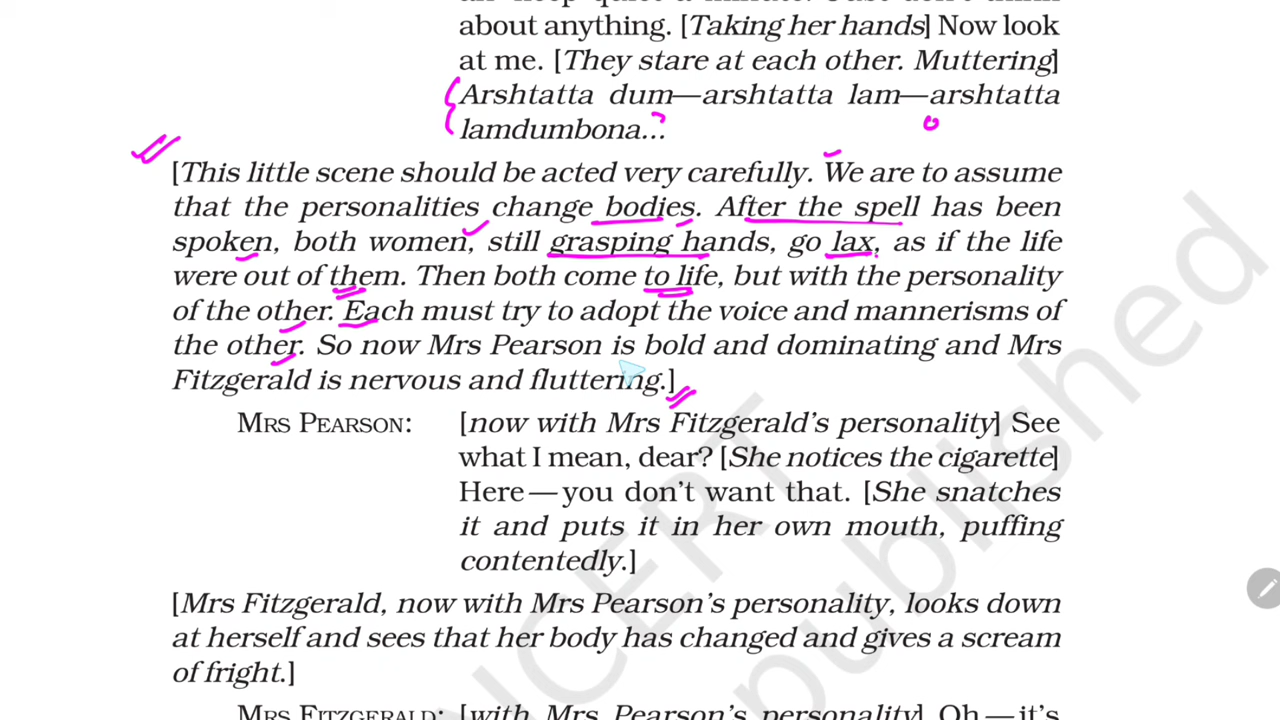 about anything. [Taking her hands] Now look
at me. [They stare at each other. Muttering]
Arshtatta dum—arshtatta lam—arshtatta
lamdumbona...
[This little scene should be acted very carefully. We are to assume
that the personalities change bodies. After the spell has been
spoken, both women, still grasping hands, go lax, as if the life
were out of them. Then both come to life, but with the personality
of the other. Each must try to adopt the voice and mannerisms of
the other. So now Mrs Pearson is bold and dominating and Mrs
Fitzgerald is nervous and fluttering.]
MRS PEARSON: [now with Mrs Fitzgerald's personality] See
what I mean, dear? [She notices the cigarette]
Here—you don't want that. [She snatches
it and puts it in her own mouth, puffing
contentedly.]
[Mrs Fitzgerald, now with Mrs Pearson's personality, looks down
at herself and sees that her body has changed and gives a scream
of fright.]
MRS FITZGERALD: [with Mrs Pearson's personality] Oh—it's
NCERT
published